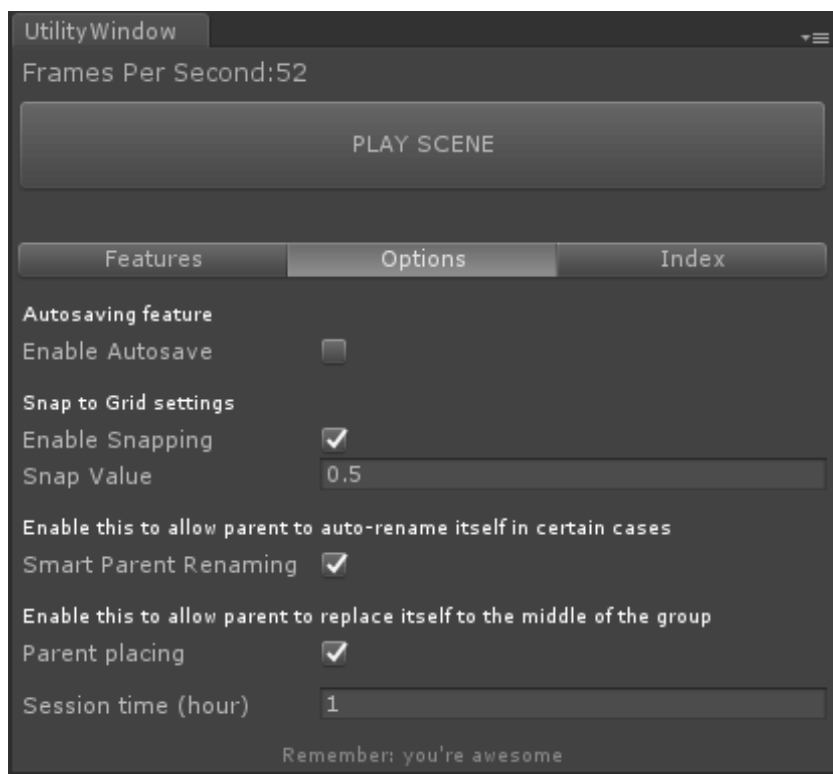 UtilityWindow
Frames Per Second:52
PLAY SCENE
Features Options Index
Autosaving feature
Enable Autosave
Snap to Grid settings
Enable Snapping
Snap Value 0.5
Enable this to allow parent to auto-rename itself in certain cases
Smart Parent Renaming
Enable this to allow parent to replace itself to the middle of the group
Parent placing
Session time (hour) 1
Remember: you're awesome